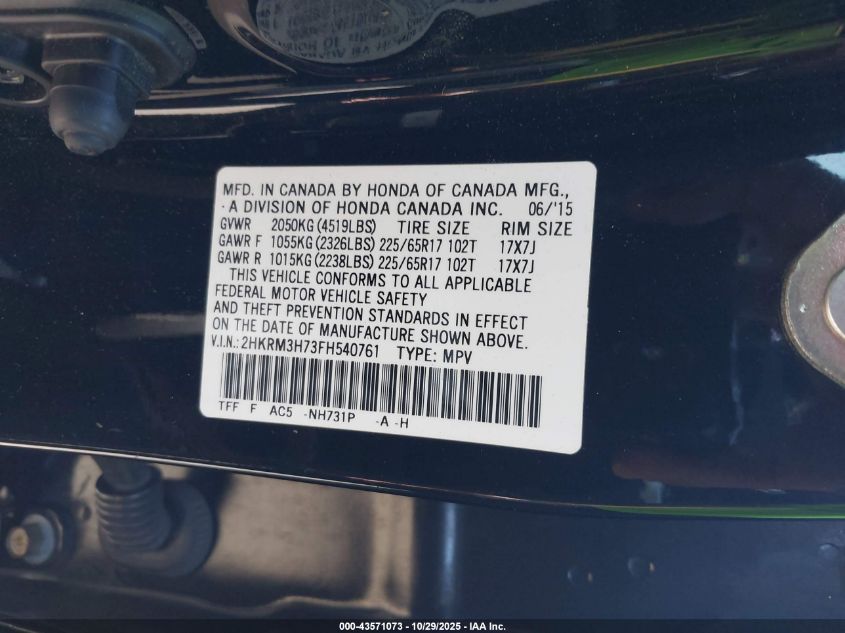 MFD. IN CANADA BY HONDA OF CANADA MFG.,
-A DIVISION OF HONDA CANADA INC. 06/'15
GVWR 2050KG (4519LBS) TIRE SIZE RIM SIZE
GAWR F 1055KG (2326LBS) 225/65R17 102T 17X7J
GAWR R 1015KG (2238LBS) 225/65R17 102T 17X7J
THIS VEHICLE CONFORMS TO ALL APPLICABLE
FEDERAL MOTOR VEHICLE SAFETY
AND THEFT PREVENTION STANDARDS IN EFFECT
ON THE DATE OF MANUFACTURE SHOWN ABOVE.
V.I.N.: 2HKRM3H73FH540761 TYPE: MPV
TFF F AC5 -NH731P -A -H
000-43571073 - 10/29/2025 - IAA Inc.